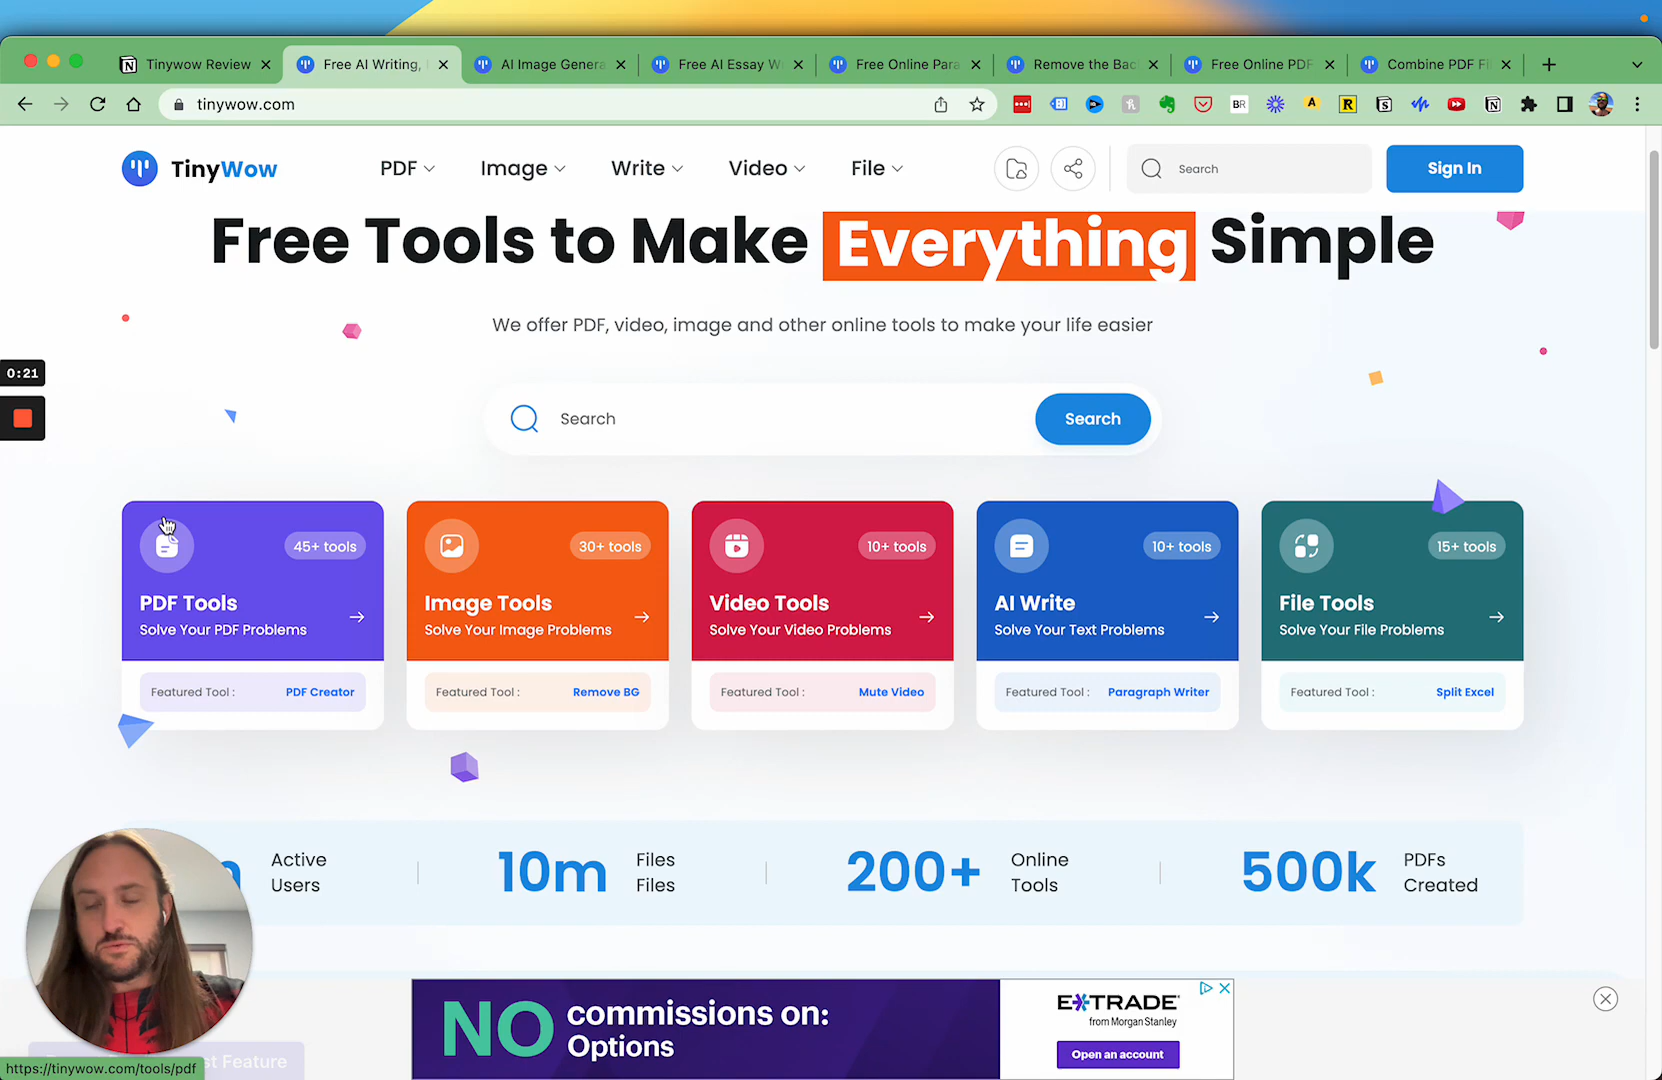 Tinywow Review
Free AI Writing,
AI Image Genera
Free AI Essay W
Free Online Para
Remove the Bac
Free Online PDF
Combine PDF Fi
tinywow.com
TinyWow
PDF
Image
Write
Video
File
Search
Sign In
Free Tools to Make Everything Simple
We offer PDF, video, image and other online tools to make your life easier
0:21
Search
Search
45+ tools
PDF Tools
Solve Your PDF Problems
Featured Tool :
PDF Creator
30+ tools
Image Tools
Solve Your Image Problems
Featured Tool :
Remove BG
10+ tools
Video Tools
Solve Your Video Problems
Featured Tool :
Mute Video
10+ tools
AI Write
Solve Your Text Problems
Featured Tool :
Paragraph Writer
15+ tools
File Tools
Solve Your File Problems
Featured Tool :
Split Excel
Active
Users
10m
Files
Files
200+
Online
Tools
500k
PDFs
Created
NO commissions on:
Options
E*TRADE
from Morgan Stanley
Open an account
st Feature
https://tinywow.com/tools/pdf